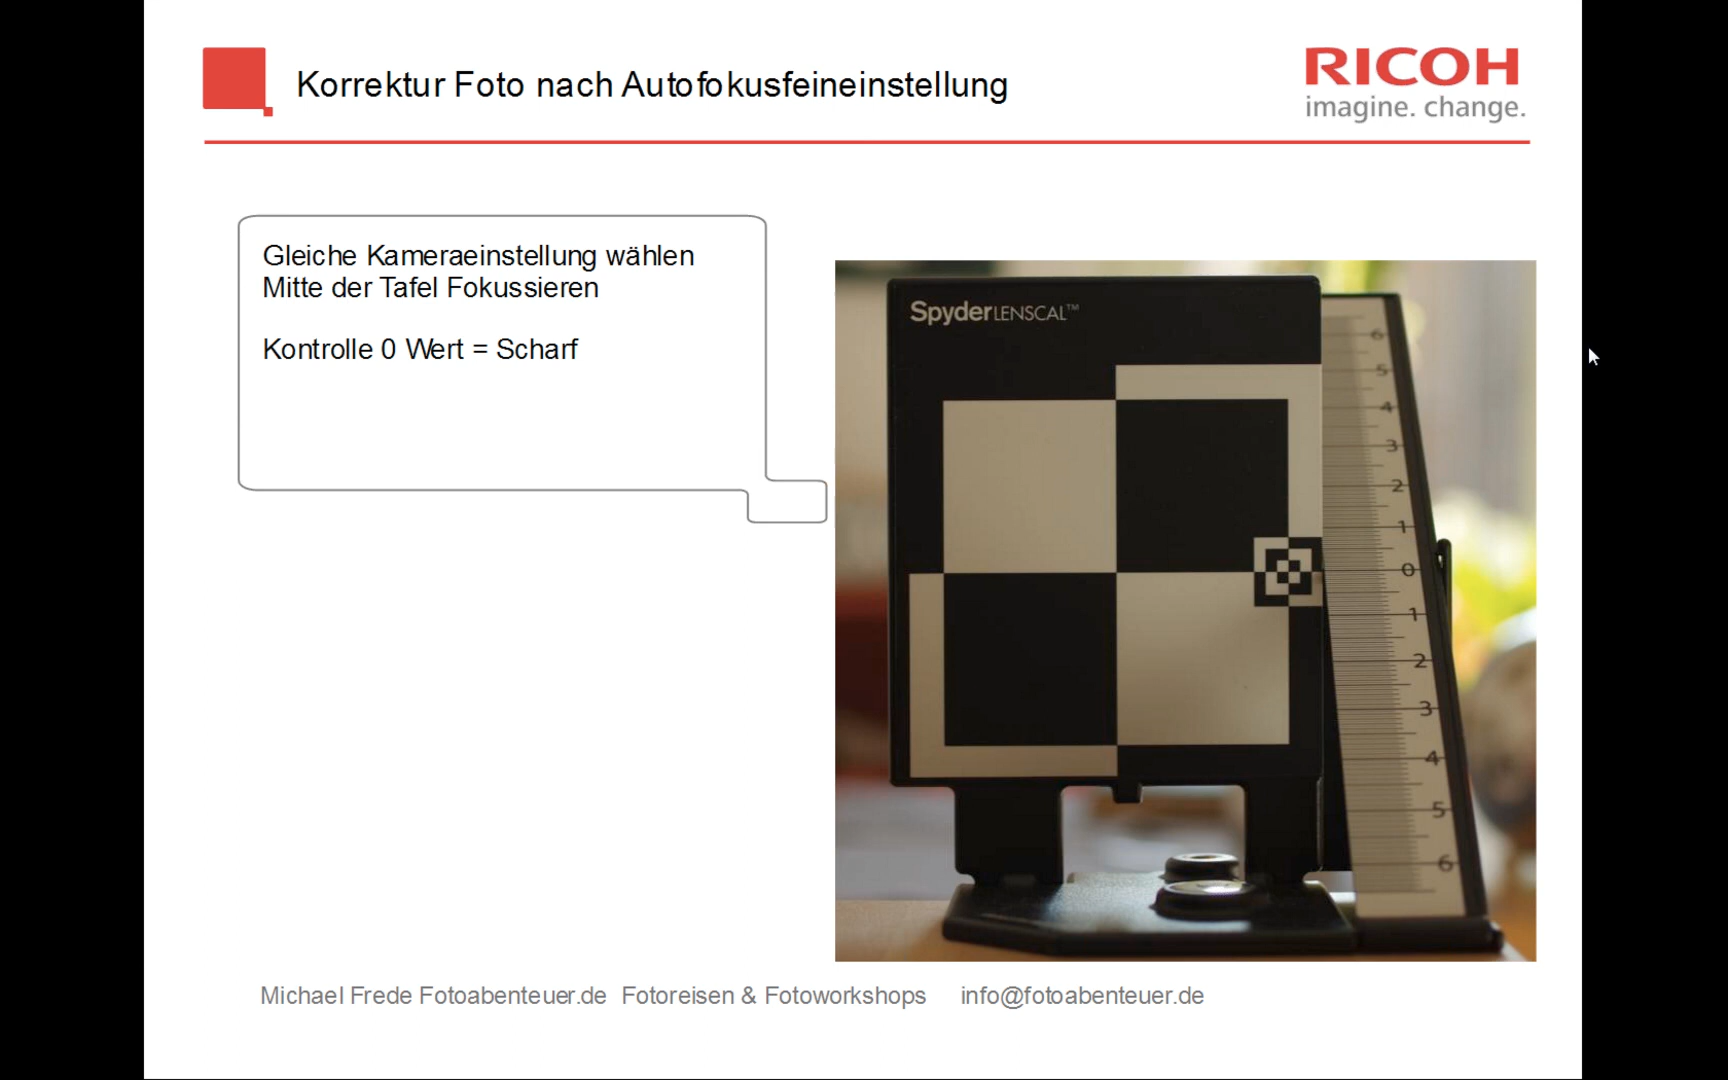 Korrektur Foto nach Autofokusfeineinstellung
RICOH
imagine. change.
Gleiche Kameraeinstellung wählen
Mitte der Tafel Fokussieren
Kontrolle 0 Wert = Scharf
SpyderLENSCAL™
6
5
4
3
2
1
0
1
2
3
4
5
6
Michael Frede Fotoabenteuer.de Fotoreisen & Fotoworkshops info@fotoabenteuer.de